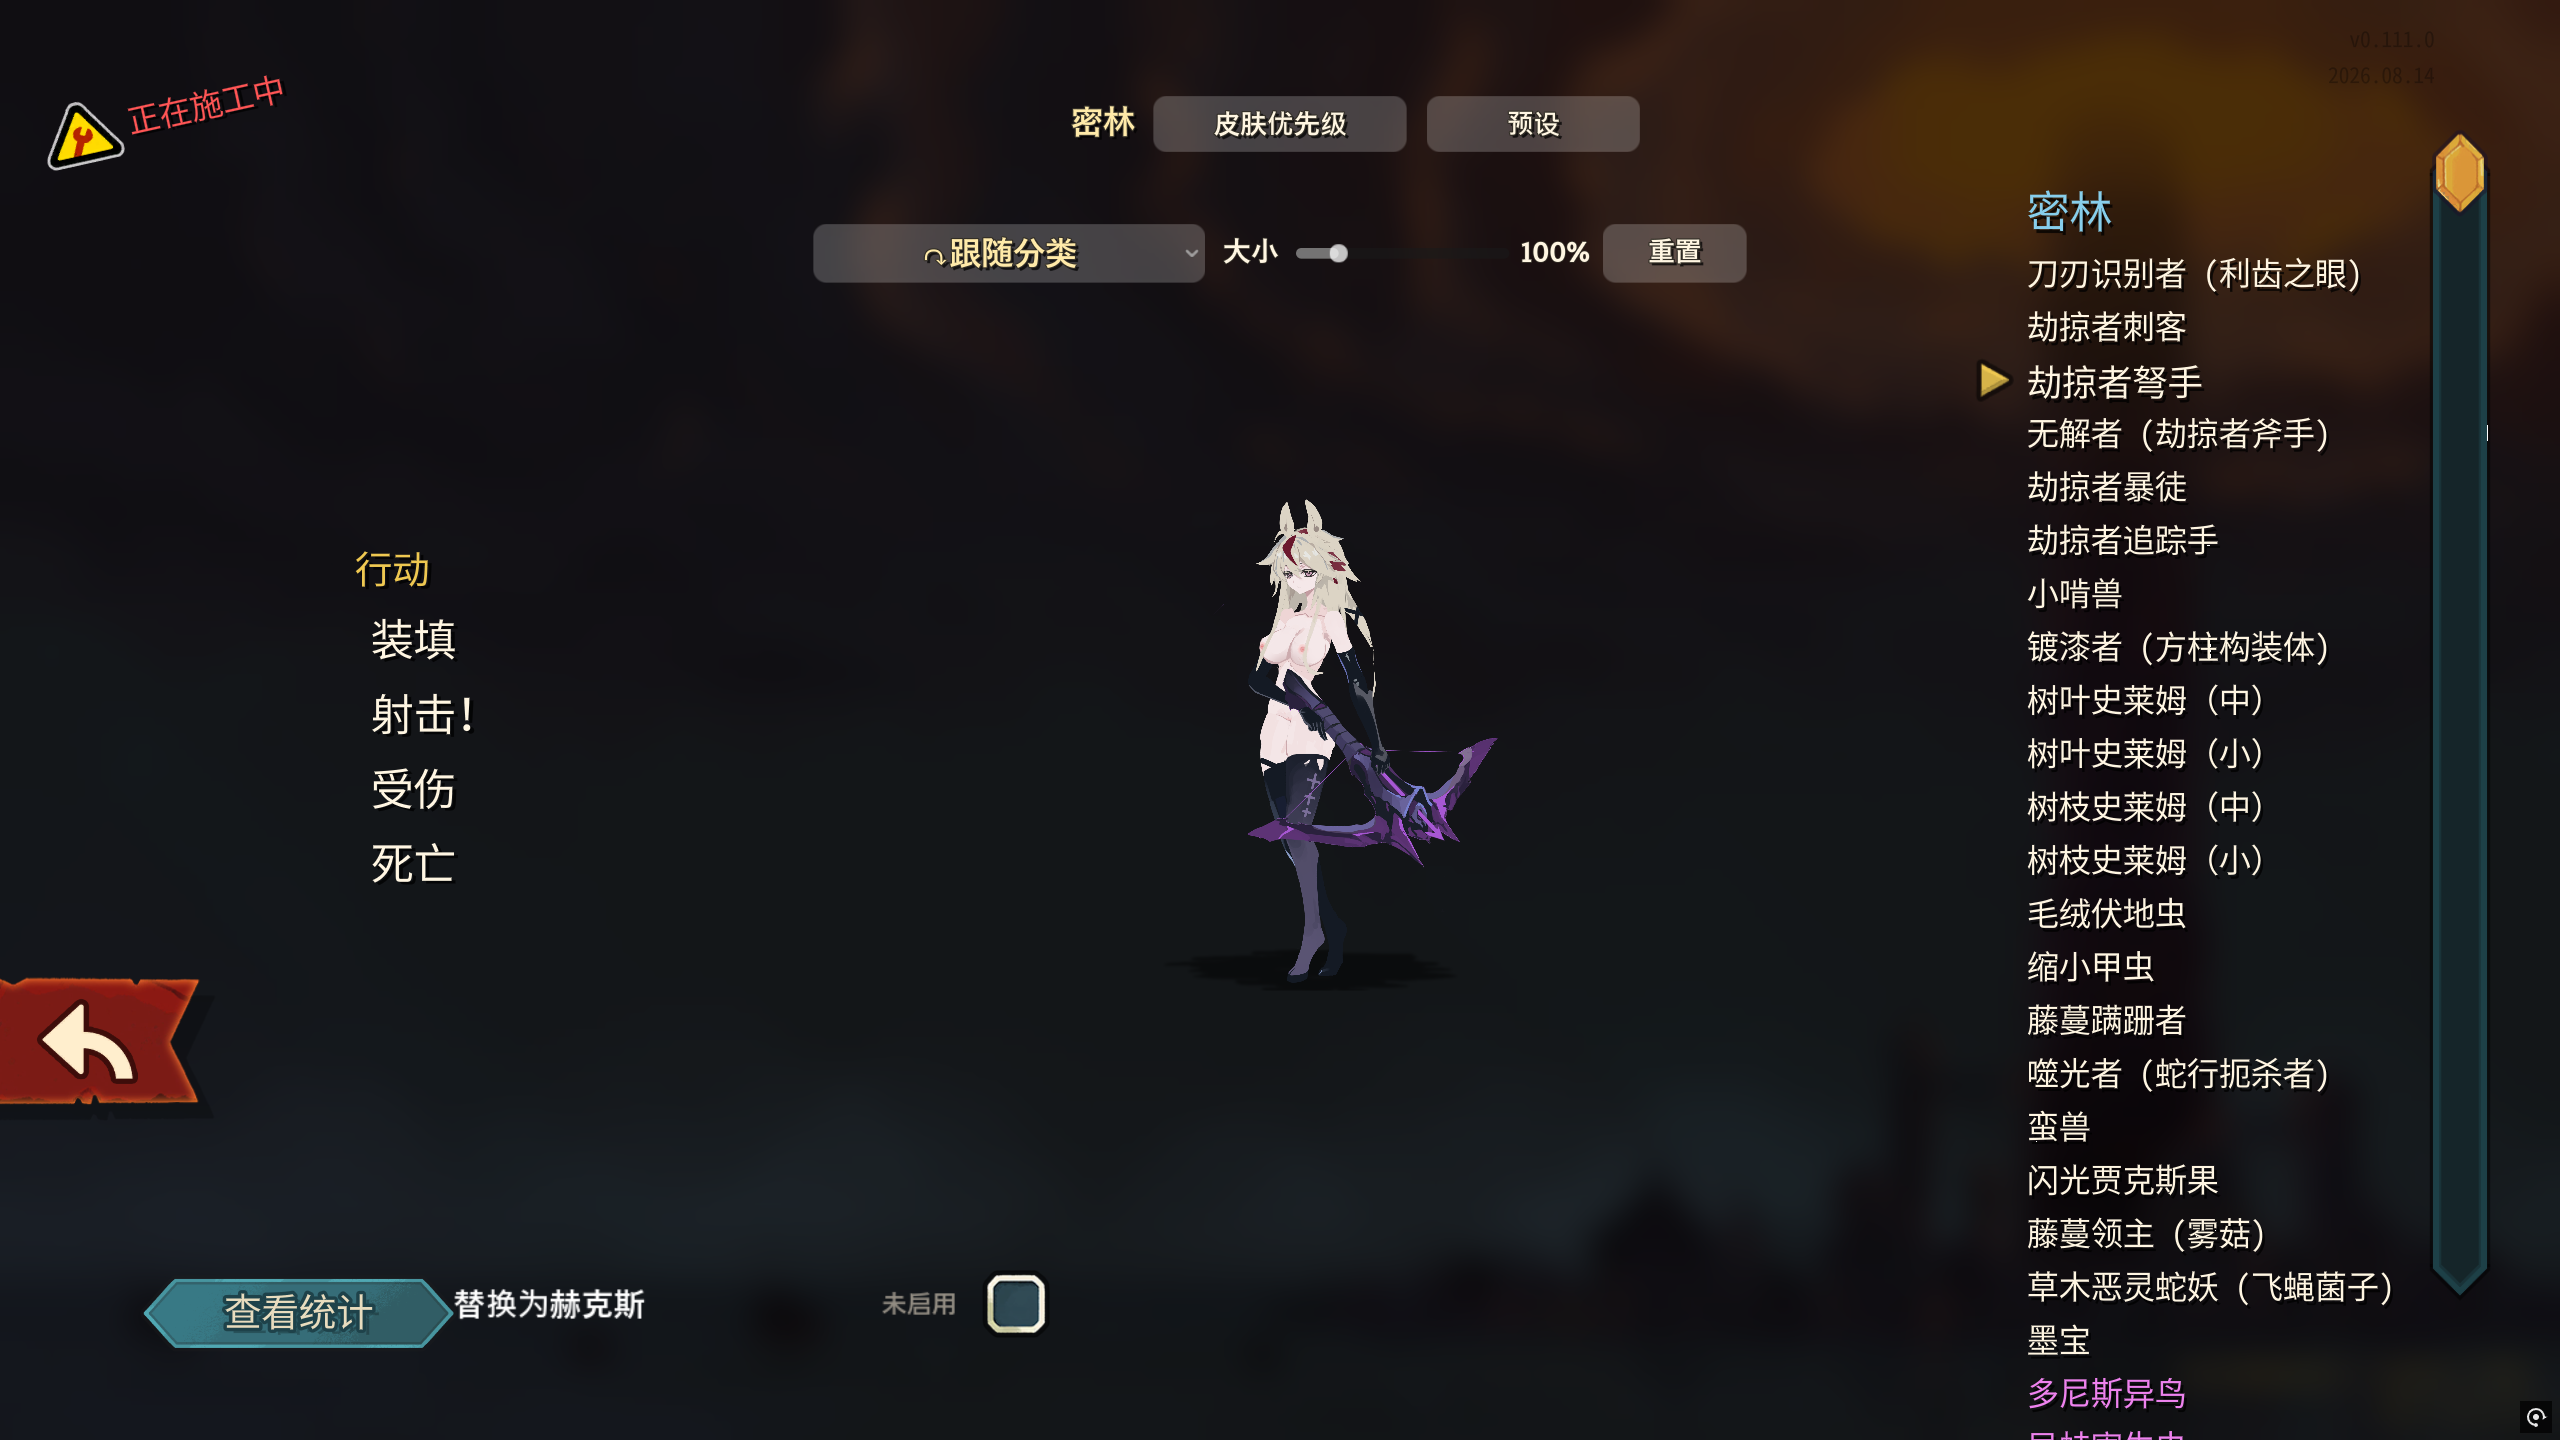 v0.111.0
2026.08.14
正在施工中
密林
皮肤优先级
预设
跟随分类
大小
100%
重置
密林
刀刃识别者（利齿之眼）
劫掠者刺客
劫掠者弩手
无解者（劫掠者斧手）
劫掠者暴徒
劫掠者追踪手
小啃兽
镀漆者（方柱构装体）
树叶史莱姆（中）
树叶史莱姆（小）
树枝史莱姆（中）
树枝史莱姆（小）
毛绒伏地虫
缩小甲虫
藤蔓蹒跚者
噬光者（蛇行扼杀者）
蛮兽
闪光贾克斯果
藤蔓领主（雾菇）
草木恶灵蛇妖（飞蝇菌子）
墨宝
多尼斯异鸟
行动
装填
射击！
受伤
死亡
查看统计
替换为赫克斯
未启用